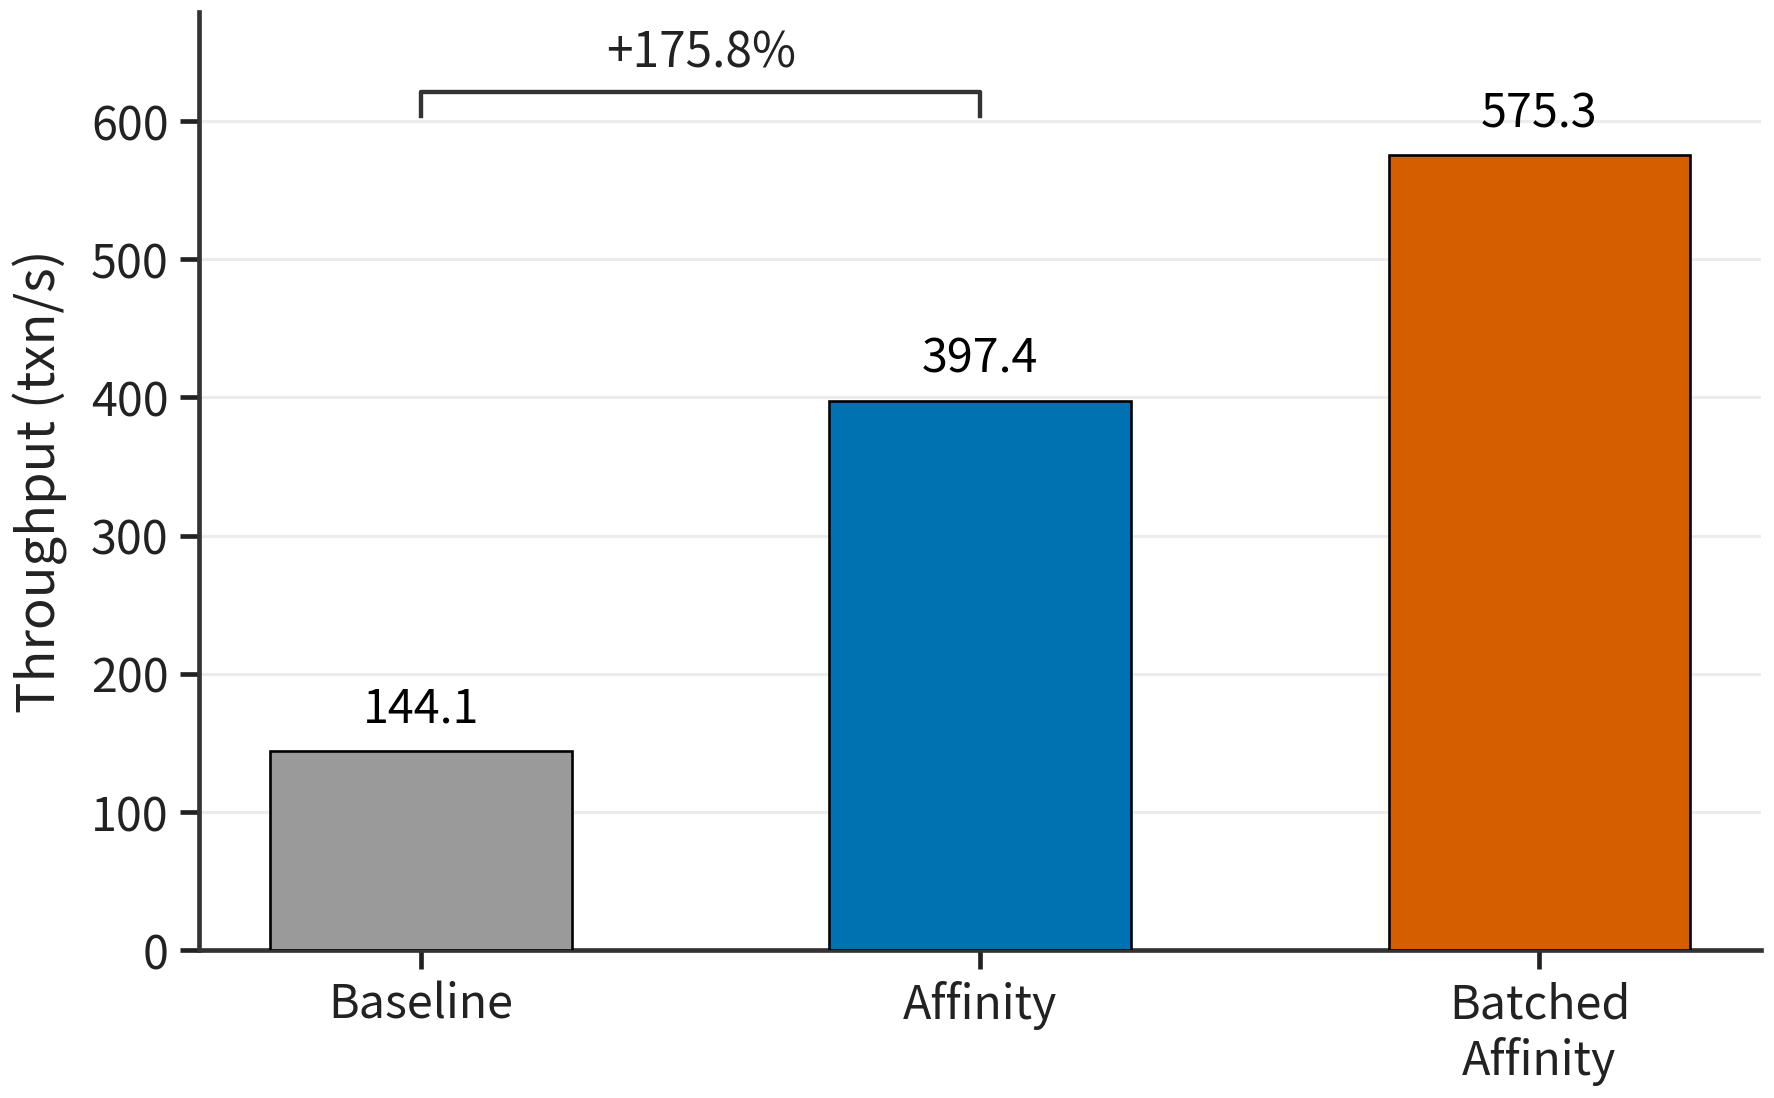 +175.8%
575.3
397.4
144.1
Throughput (txn/s)
600
500
400
300
200
100
0
Baseline
Affinity
Batched
Affinity